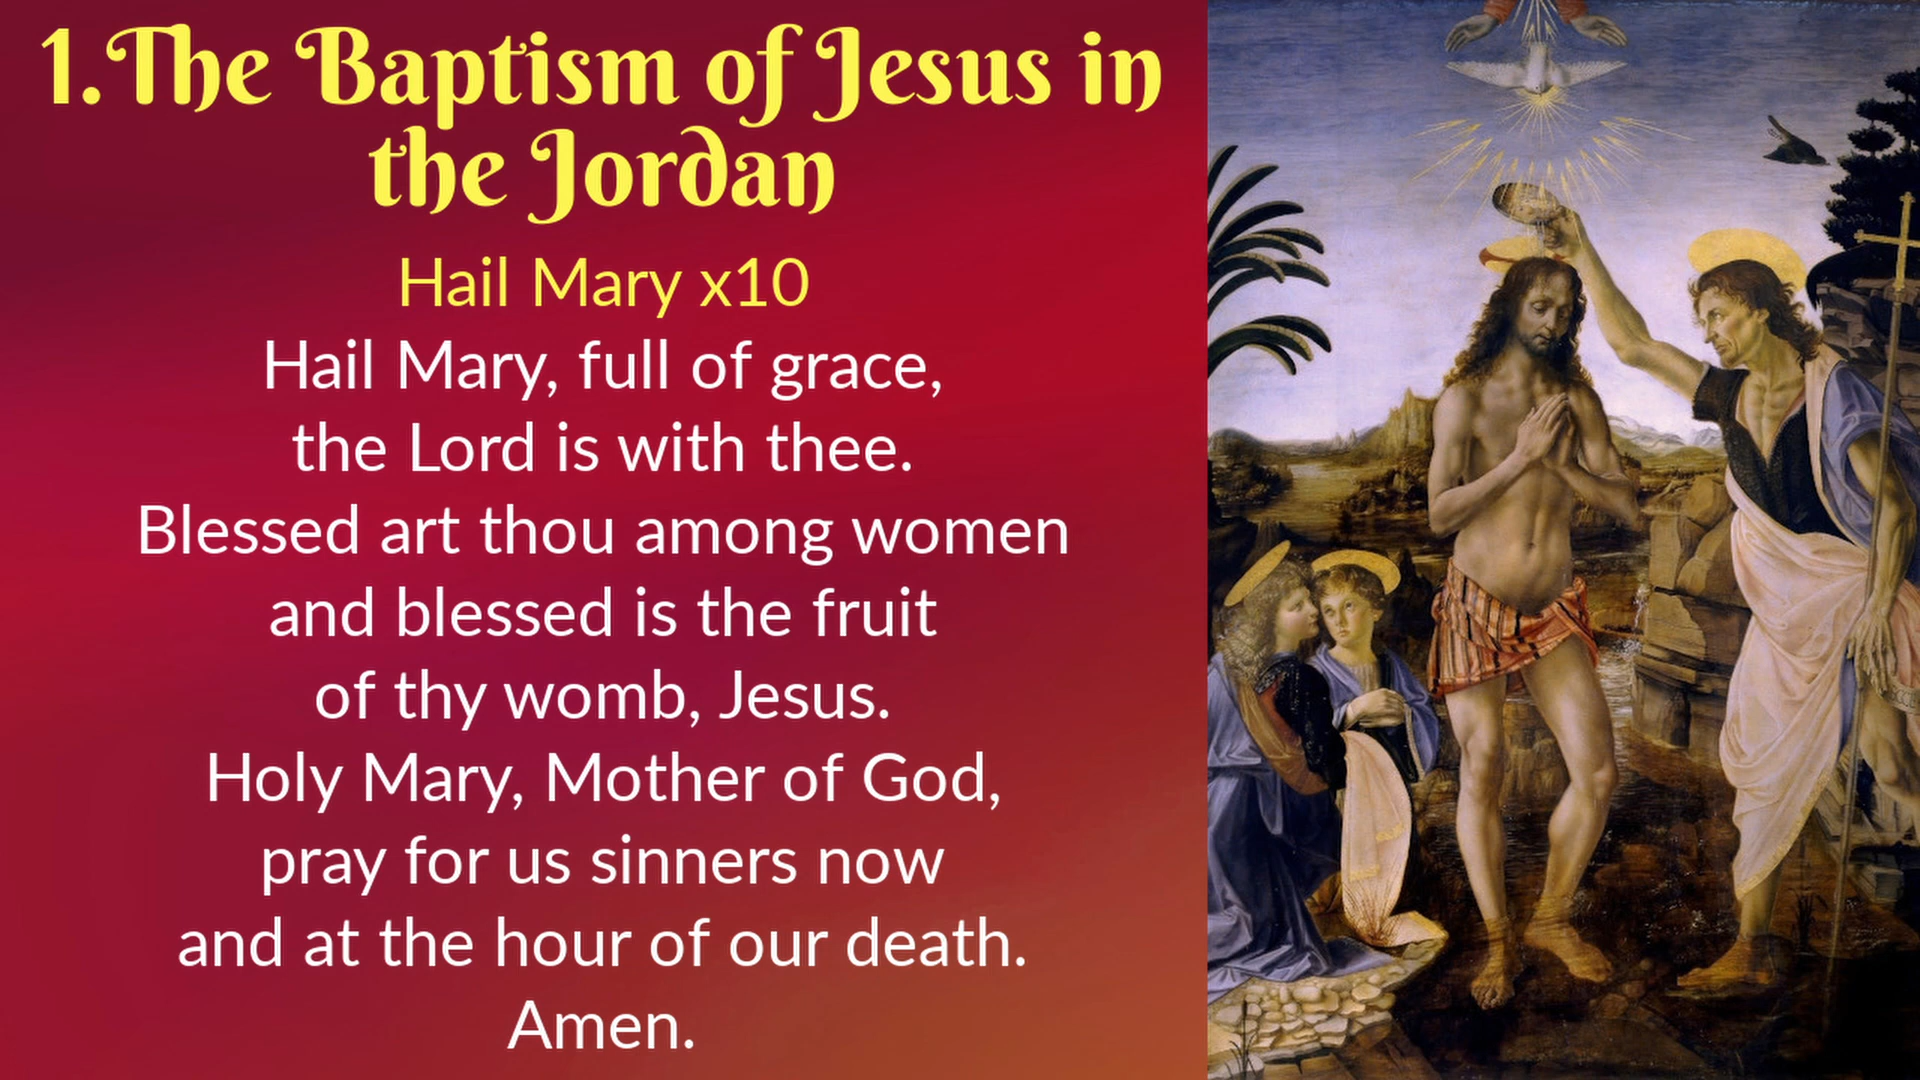 1.The Baptism of Jesus in
the Jordan
Hail Mary x10
Hail Mary, full of grace,
the Lord is with thee.
Blessed art thou among women
and blessed is the fruit
of thy womb, Jesus.
Holy Mary, Mother of God,
pray for us sinners now
and at the hour of our death.
Amen.